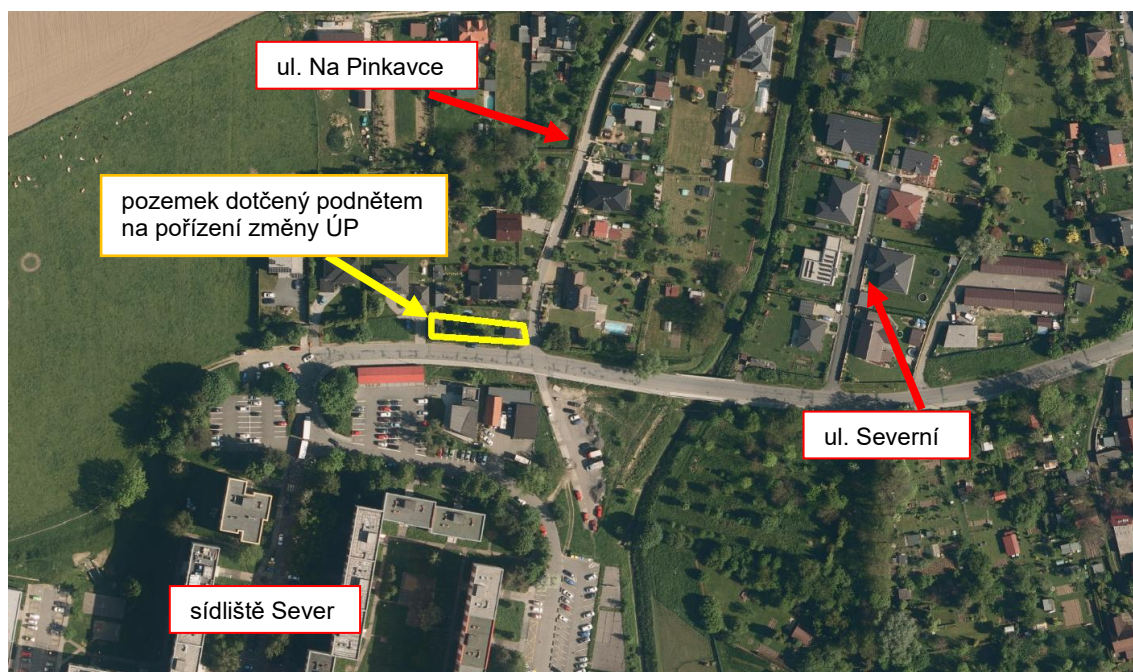 ul. Na Pinkavce
pozemek dotčený podnětem
na pořízení změny ÚP
ul. Severní
sídliště Sever